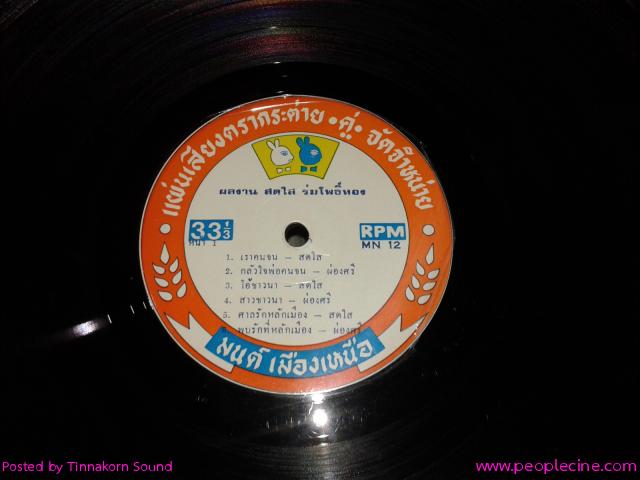 • แผ่นเสียงตรากระต่าย • คู่ • จัดจำหน่าย •
ผลงาน สดใส ร่มโพธิ์ทอง
33 1/3
RPM
หน้า 1
MN 12
1. เราคนจน — สดใส
2. กลัวใจพ่อคนจน — ผ่องศรี
3. โอ้ชาวนา — สดใส
4. สาวชาวนา — ผ่องศรี
5. ศาลรักหลักเมือง — สดใส
6. พบรักที่หลักเมือง — ผ่องศรี
มนต์เมืองเหนือ
Posted by Tinnakorn Sound
www.peoplecine.com